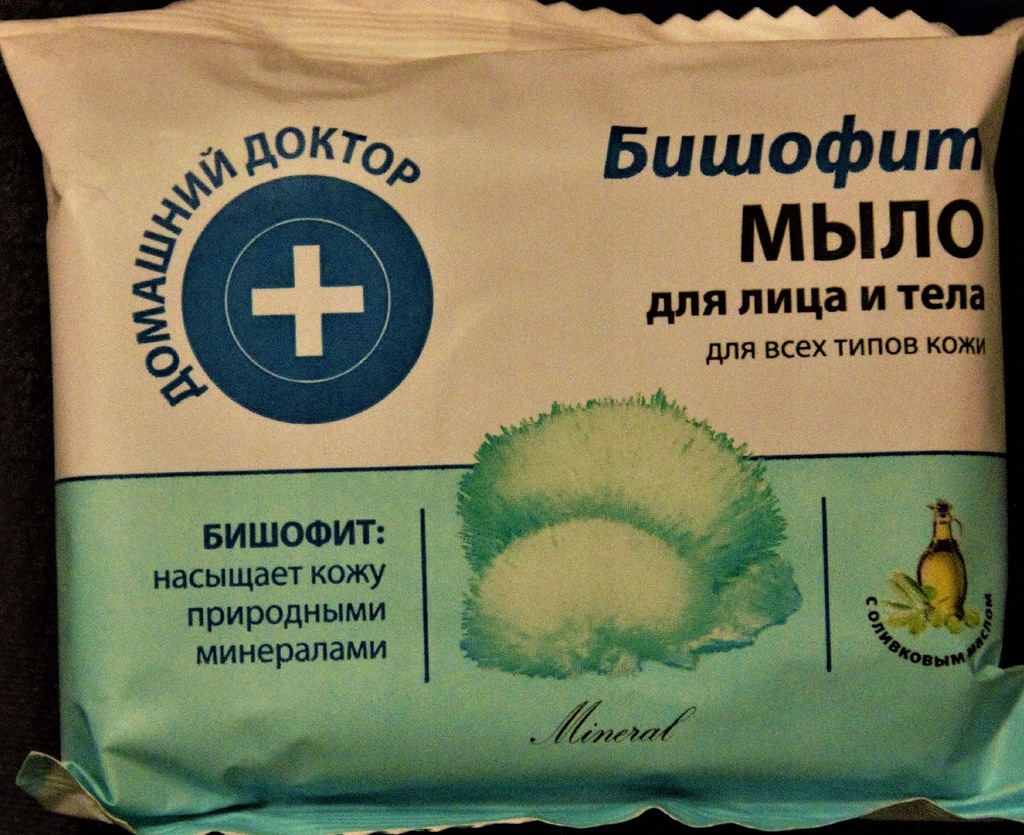 ДОМАШНИЙ ДОКТОР
Бишофит
МЫЛО
для лица и тела
для всех типов кожи
БИШОФИТ:
насыщает кожу
природными
минералами
Mineral
с оливковым маслом